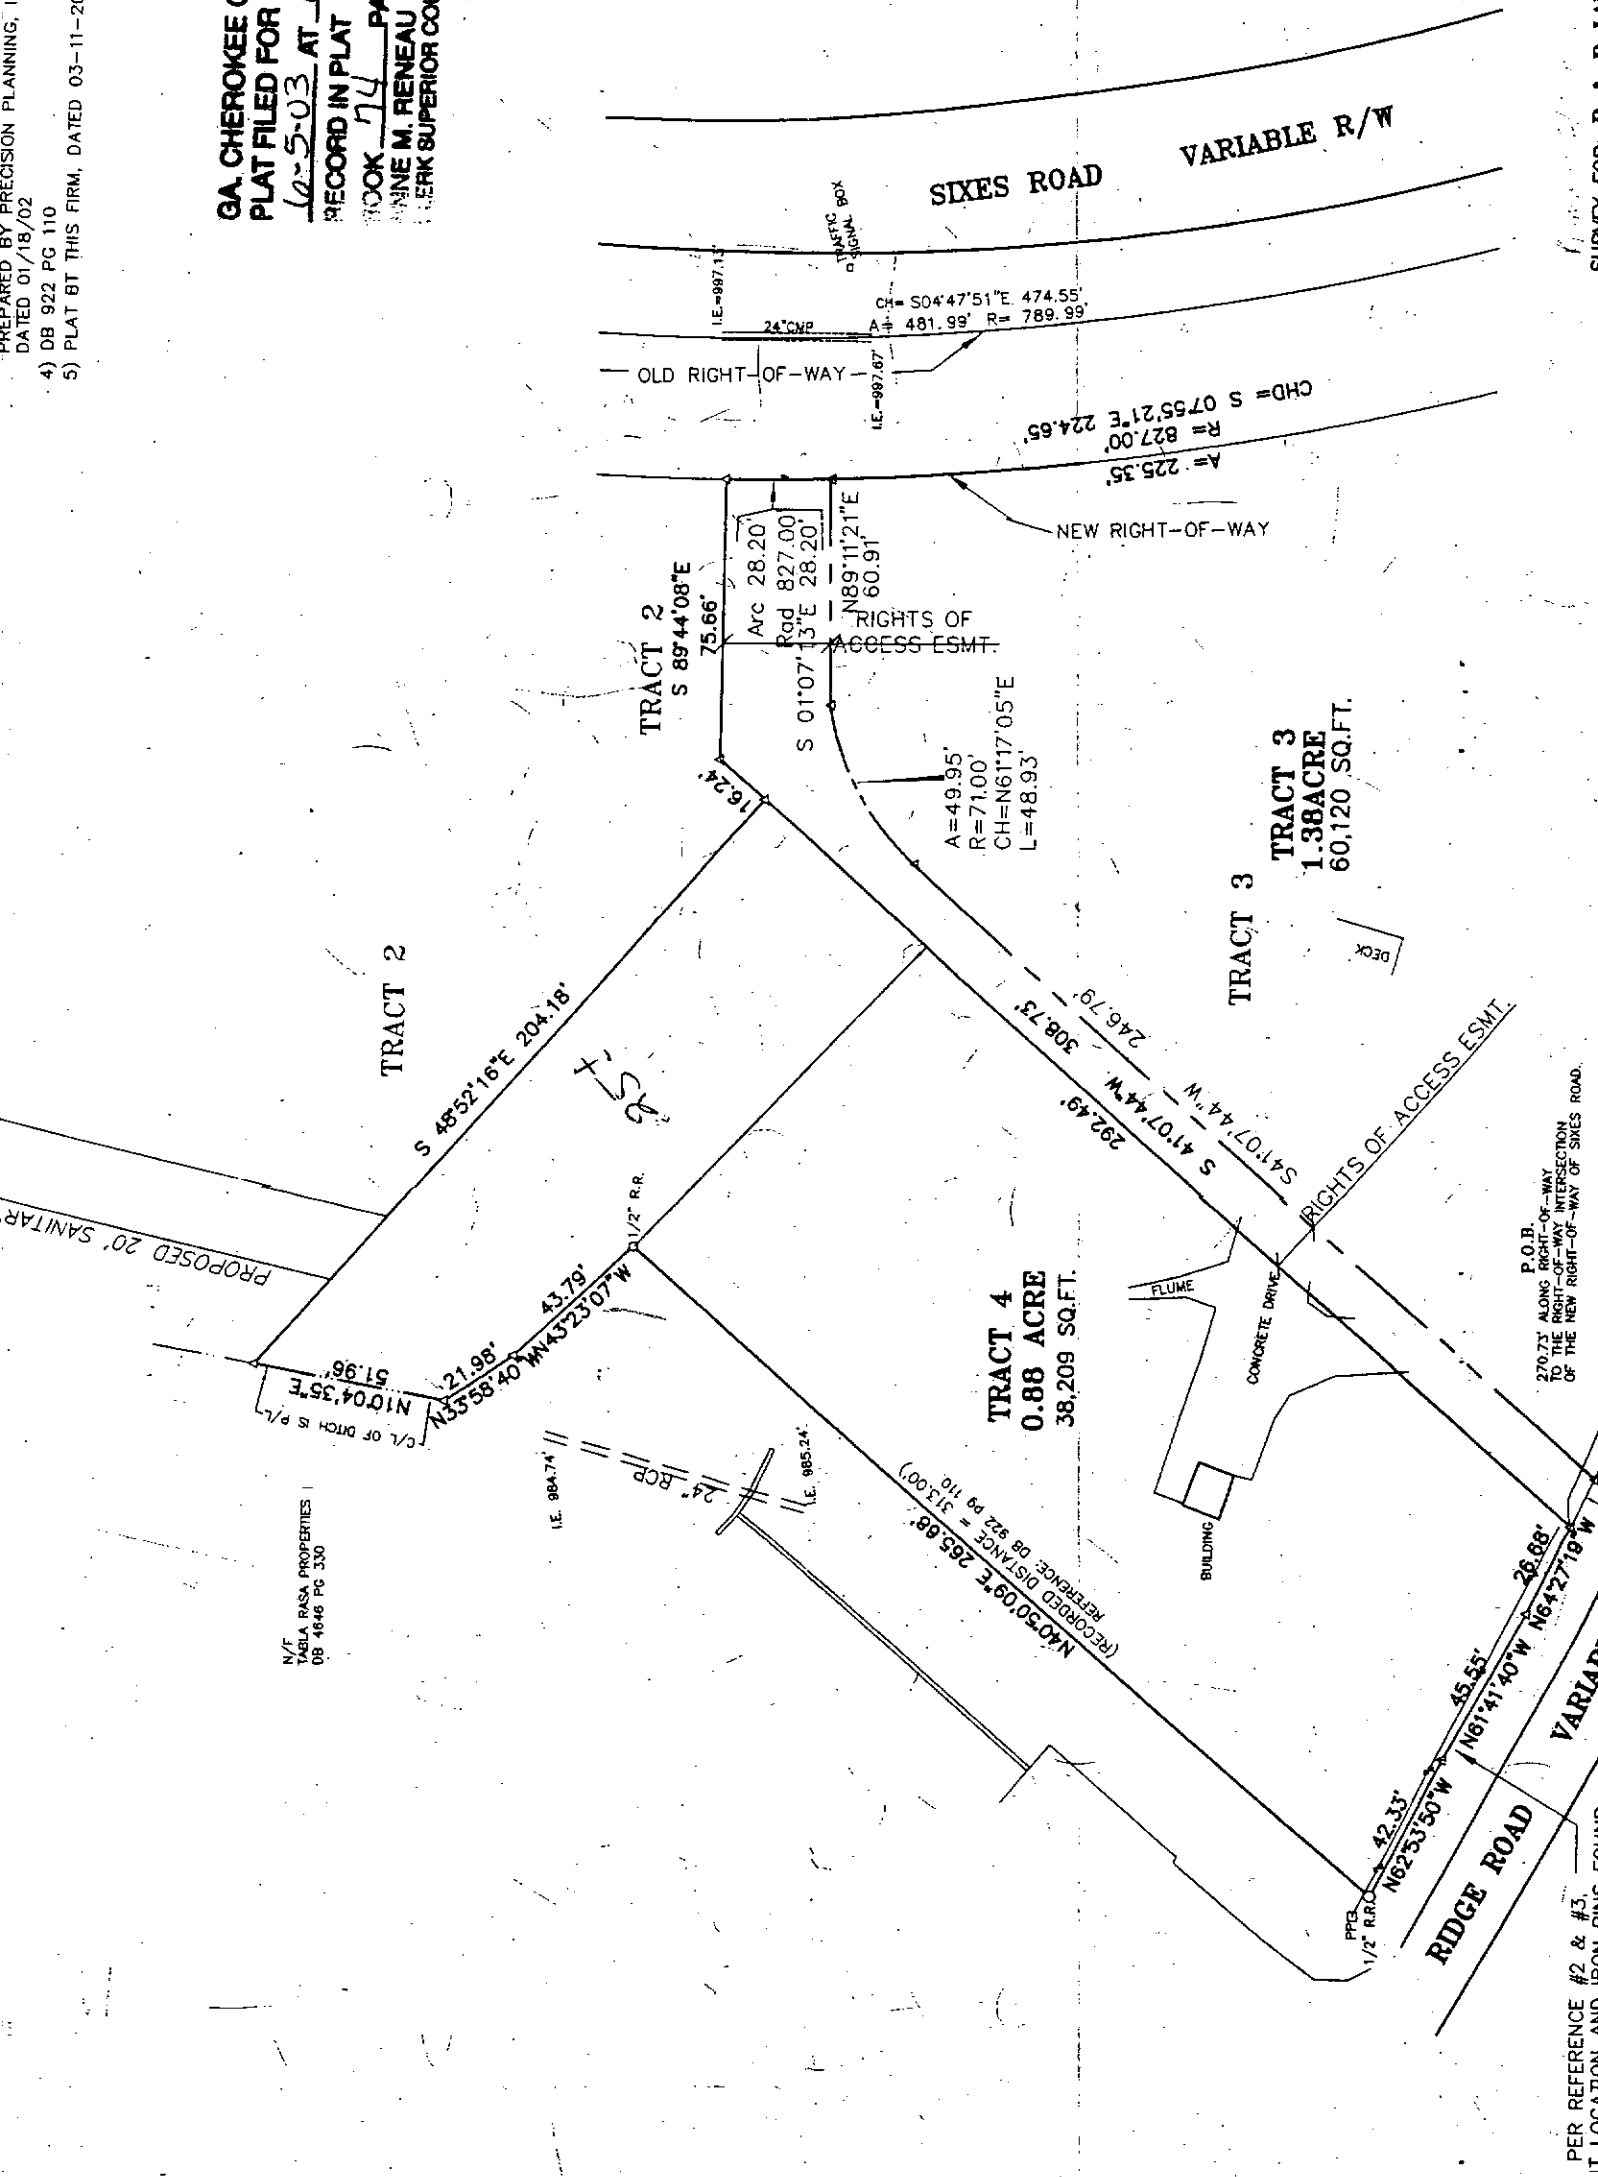 PREPARED BY PRECISION PLANNING,
DATED 01/18/02
4) DB 922 PG 110
5) PLAT BT THIS FIRM, DATED 03-11-20
GA. CHEROKEE
PLAT FILED FOR
6-5-03 AT
RECORD IN PLAT
BOOK 74
ANNE M. RENEAU
CLERK SUPERIOR
SIXES ROAD
VARIABLE R/W
TRAFFIC
SIGNAL BOX
I.E.=997.13'
24"CMP
CH= S04°47'51"E 474.55'
A= 481.99' R= 789.99'
OLD RIGHT-OF-WAY
I.E.=997.67'
CHD= S 07°55'21"E 224.65'
R= 827.00'
A= 225.35'
NEW RIGHT-OF-WAY
TRACT 2
S 89°44'08"E
75.66'
Arc 28.20'
Rad 827.00'
S 01°07'13"E 28.20'
N89°11'21"E
60.91'
RIGHTS OF
ACCESS ESMT.
16.24'
A=49.95'
R=71.00'
CH=N61°17'05"E
L=48.93'
TRACT 3
1.38ACRE
60,120 SQ.FT.
TRACT 3
DECK
TRACT 2
S 48°52'16"E 204.18'
PROPOSED 20' SANITAR
51.96'
N10°04'35"E
C/L OF DITCH IS P/L
21.98'
N33°58'40"W
43.79'
N43°23'07"W
1/2" R.R.
308.73'
246.79'
292.49'
S 41°07'44"W
S41°07'44"W
RIGHTS OF ACCESS ESMT.
N/F
TABLA RASA PROPERTIES
DB 4646 PG 330
I.E. 984.74'
24" RCP
I.E. 985.24'
TRACT 4
0.88 ACRE
38,209 SQ.FT.
FLUME
CONCRETE DRIVE
BUILDING
N40°50'09"E 265.68'
(RECORDED DISTANCE = 313.00')
REFERENCE: DB 922 pg 110
P.O.B.
270.73' ALONG RIGHT-OF-WAY
TO THE RIGHT-OF-WAY INTERSECTION
OF THE NEW RIGHT-OF-WAY OF SIXES ROAD.
26.68'
N64°27'19"W
45.55'
N61°41'40"W
42.33'
N62°53'50"W
1/2" R.R.
RIDGE ROAD
PER REFERENCE #2 & #3,
LOCATION AND IRON PINS FOUND
SURVEY FOR